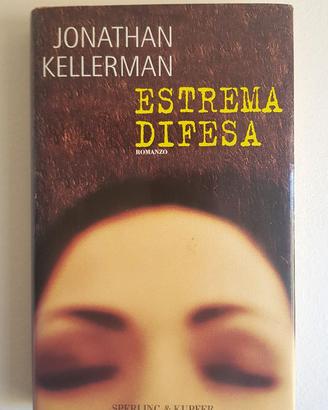 JONATHAN
KELLERMAN
ESTREMA
DIFESA
ROMANZO
SPERLING & KUPFER